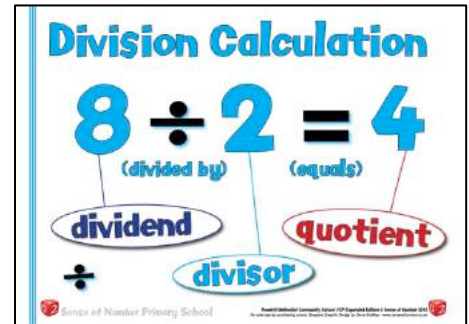 Division Calculation
8 ÷ 2 = 4
(divided by) (equals)
dividend
quotient
divisor
÷
Sense of Number Primary School